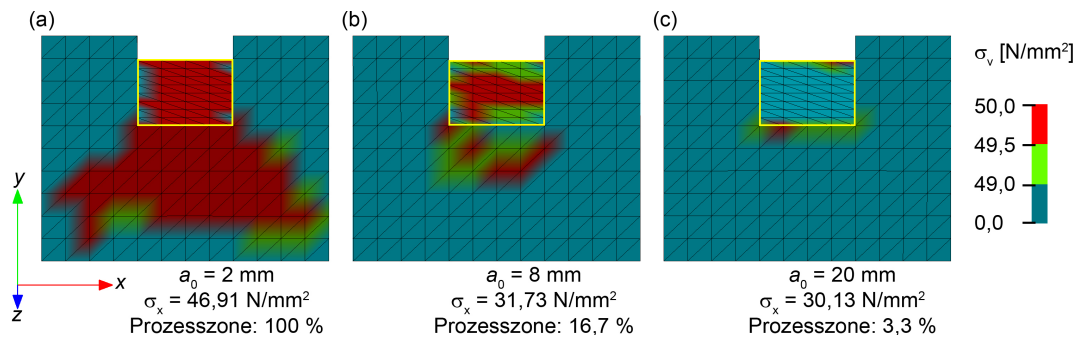 (a)
(b)
(c)
σv [N/mm²]
50,0
49,5
49,0
0,0
y
x
z
a0 = 2 mm
σx = 46,91 N/mm²
Prozesszone: 100 %
a0 = 8 mm
σx = 31,73 N/mm²
Prozesszone: 16,7 %
a0 = 20 mm
σx = 30,13 N/mm²
Prozesszone: 3,3 %